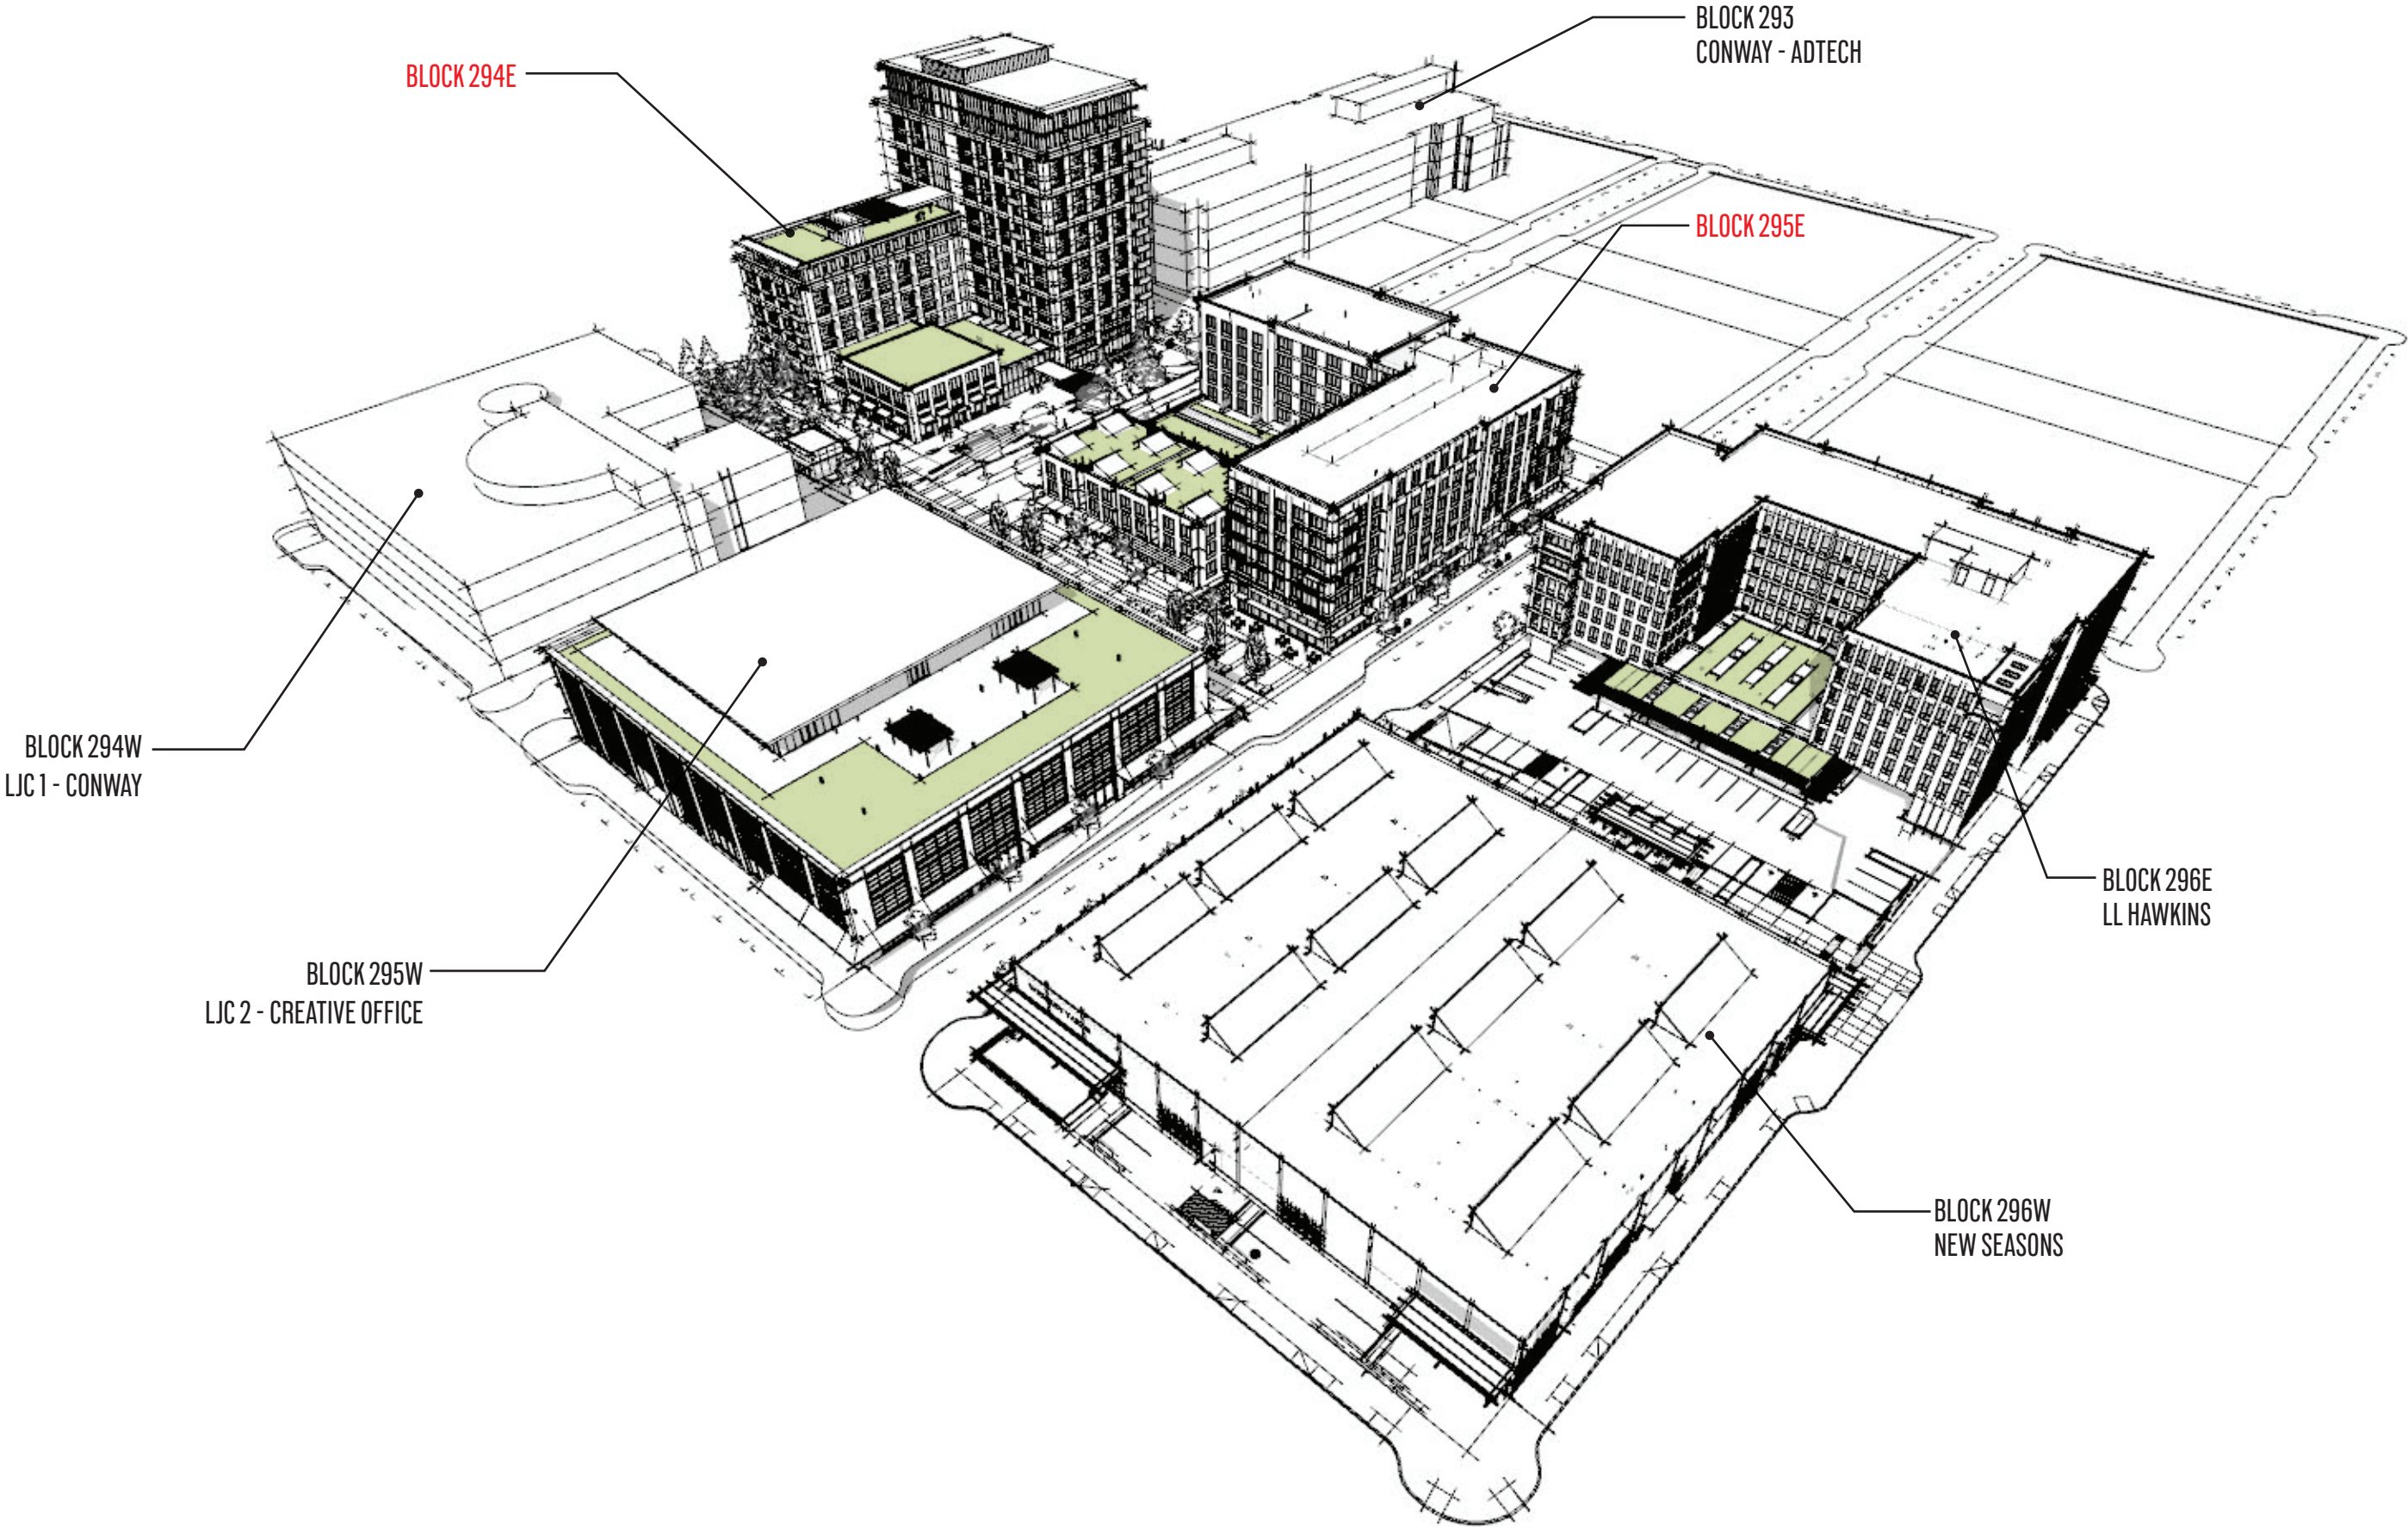 BLOCK 293
CONWAY - ADTECH
BLOCK 294E
BLOCK 295E
BLOCK 294W
LJC 1 - CONWAY
BLOCK 296E
LL HAWKINS
BLOCK 295W
LJC 2 - CREATIVE OFFICE
BLOCK 296W
NEW SEASONS